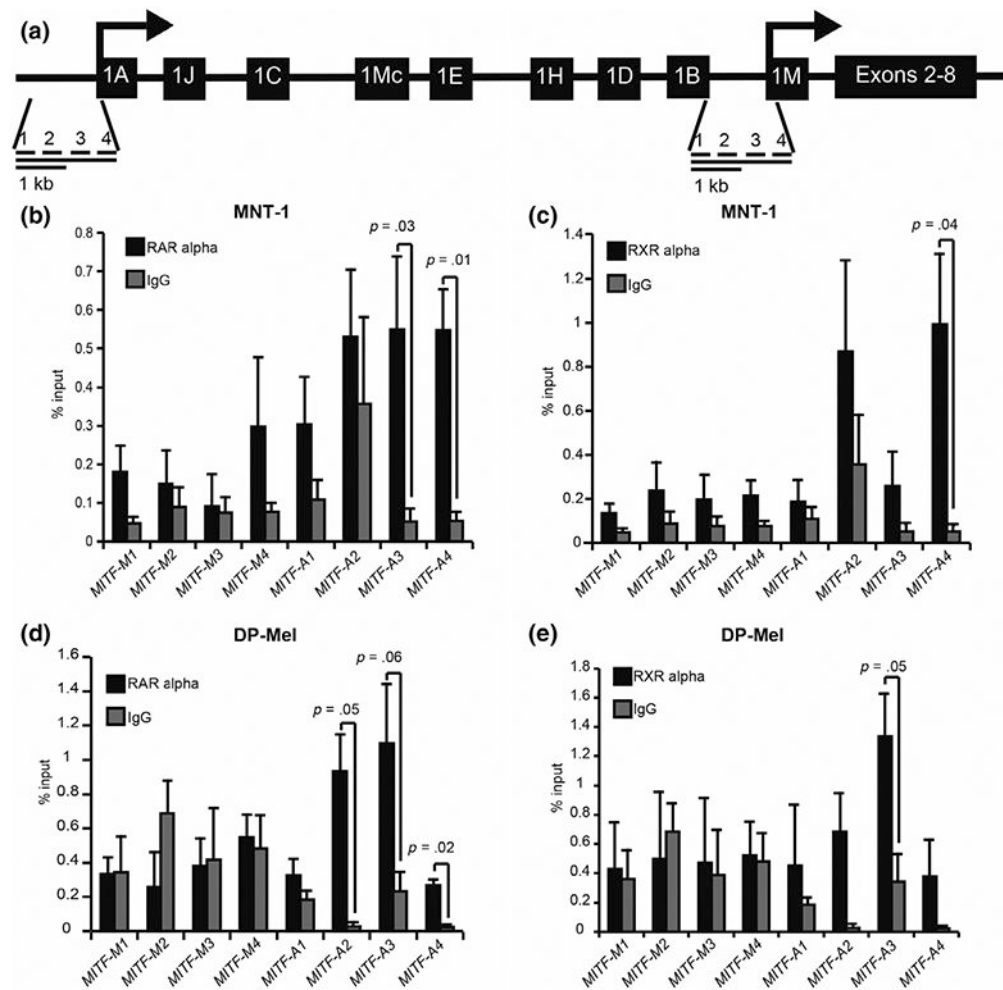 (a)
1A 1J 1C 1Mc 1E 1H 1D 1B 1M Exons 2-8
1 2 3 4
1 kb
1 2 3 4
1 kb
(b)
MNT-1
RAR alpha
IgG
p = .03
p = .01
% input
0.8
0.7
0.6
0.5
0.4
0.3
0.2
0.1
0
MITF-M1 MITF-M2 MITF-M3 MITF-M4 MITF-A1 MITF-A2 MITF-A3 MITF-A4
(c)
MNT-1
RXR alpha
IgG
p = .04
% input
1.4
1.2
1
0.8
0.6
0.4
0.2
0
MITF-M1 MITF-M2 MITF-M3 MITF-M4 MITF-A1 MITF-A2 MITF-A3 MITF-A4
(d)
DP-Mel
RAR alpha
IgG
p = .05
p = .06
p = .02
% input
1.6
1.4
1.2
1
0.8
0.6
0.4
0.2
0
MITF-M1 MITF-M2 MITF-M3 MITF-M4 MITF-A1 MITF-A2 MITF-A3 MITF-A4
(e)
DP-Mel
RXR alpha
IgG
p = .05
% input
1.8
1.6
1.4
1.2
1
0.8
0.6
0.4
0.2
0
MITF-M1 MITF-M2 MITF-M3 MITF-M4 MITF-A1 MITF-A2 MITF-A3 MITF-A4